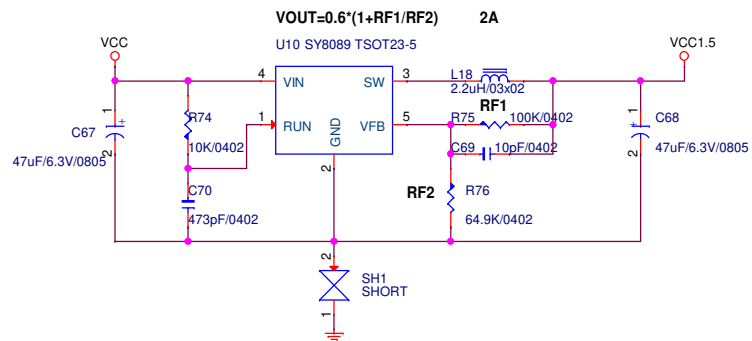 VOUT=0.6*(1+RF1/RF2) 2A
U10 SY8089 TSOT23-5
VCC
VCC1.5
4 VIN SW 3
L18
2.2uH/03x02
RF1
1
C67
2
47uF/6.3V/0805
R74
10K/0402
1 RUN VFB 5
GND
2
R75 100K/0402
C69 10pF/0402
1
C68
2
47uF/6.3V/0805
C70
473pF/0402
RF2 R76
64.9K/0402
2
SH1
SHORT
1